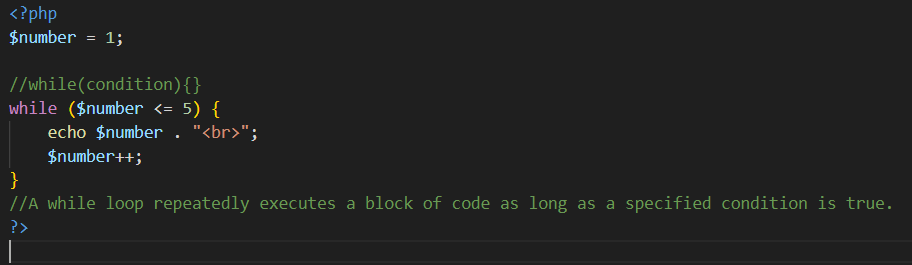 <?php
$number = 1;
//while(condition){}
while ($number <= 5) {
    echo $number . "<br>";
    $number++;
}
//A while loop repeatedly executes a block of code as long as a specified condition is true.
?>